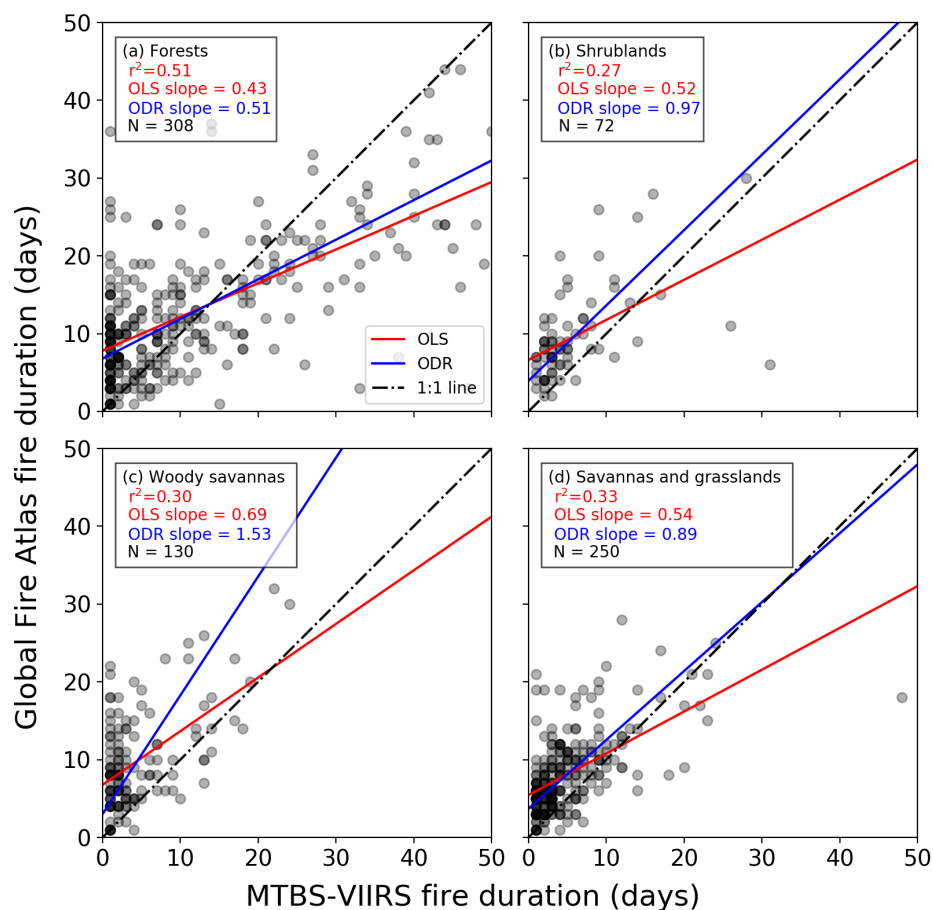 Global Fire Atlas fire duration (days)
50
40
30
20
10
0
(a) Forests
r²=0.51
OLS slope = 0.43
ODR slope = 0.51
N = 308
OLS
ODR
1:1 line
(b) Shrublands
r²=0.27
OLS slope = 0.52
ODR slope = 0.97
N = 72
50
40
30
20
10
0
(c) Woody savannas
r²=0.30
OLS slope = 0.69
ODR slope = 1.53
N = 130
0
10
20
30
40
50
(d) Savannas and grasslands
r²=0.33
OLS slope = 0.54
ODR slope = 0.89
N = 250
0
10
20
30
40
50
MTBS-VIIRS fire duration (days)